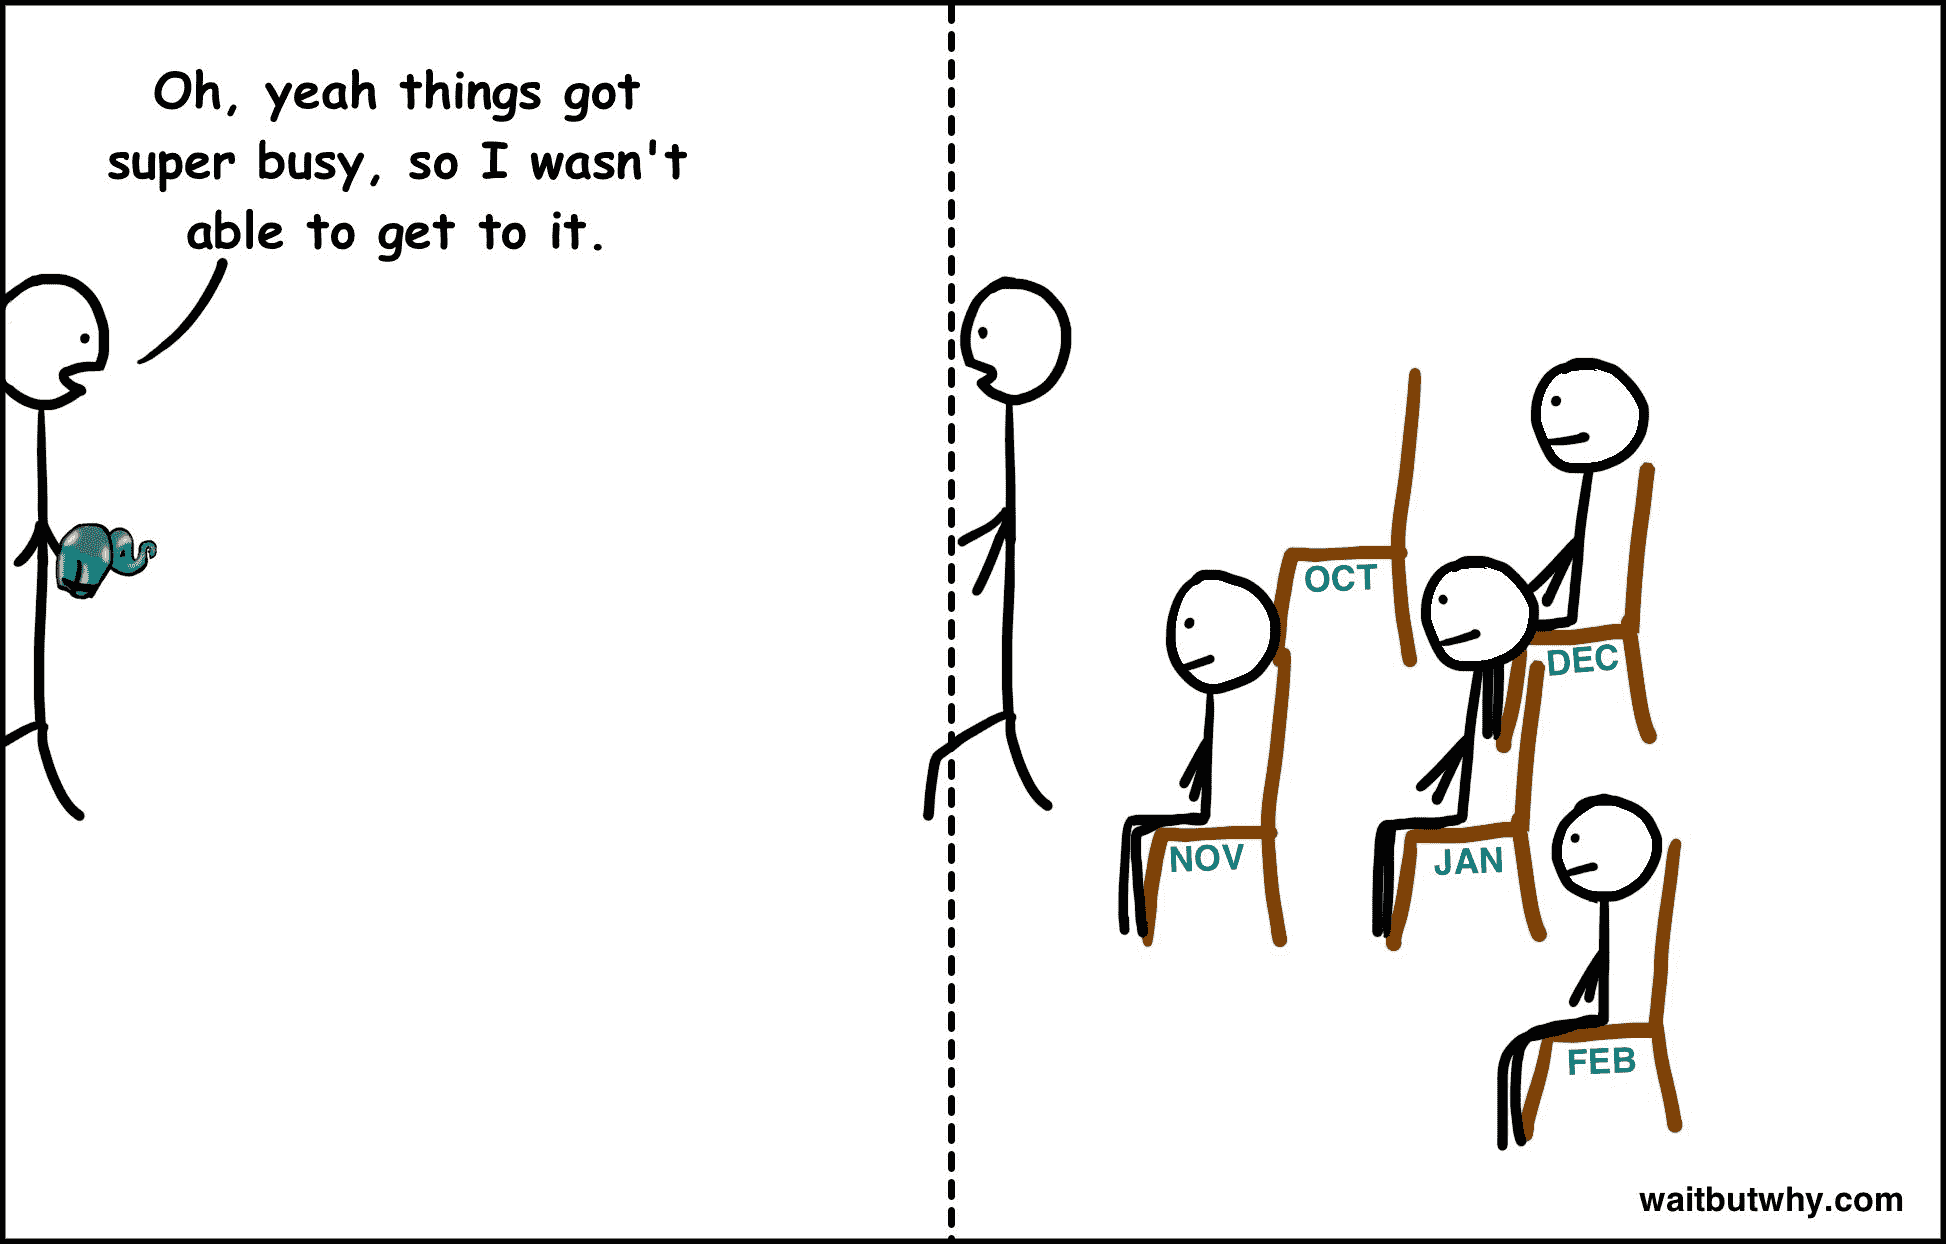 Oh, yeah things got
super busy, so I wasn't
able to get to it.
OCT
DEC
NOV
JAN
FEB
waitbutwhy.com